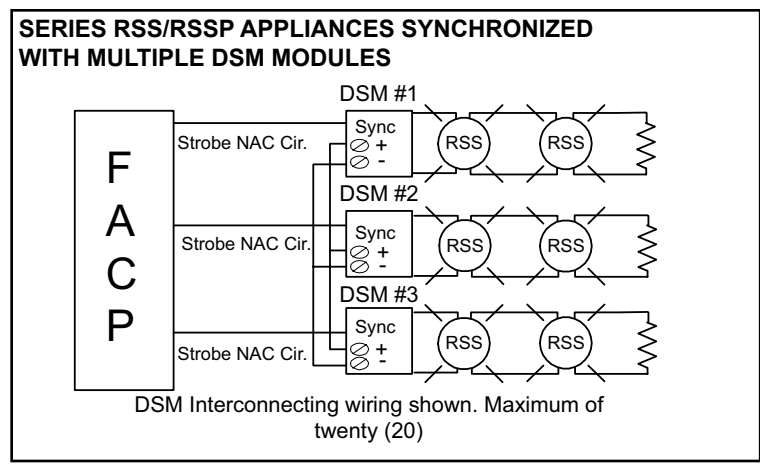 SERIES RSS/RSSP APPLIANCES SYNCHRONIZED
WITH MULTIPLE DSM MODULES
FACP
DSM #1
Strobe NAC Cir.
Sync
+
-
RSS
RSS
DSM #2
Strobe NAC Cir.
Sync
+
-
RSS
RSS
DSM #3
Strobe NAC Cir.
Sync
+
-
RSS
RSS
DSM Interconnecting wiring shown. Maximum of
twenty (20)